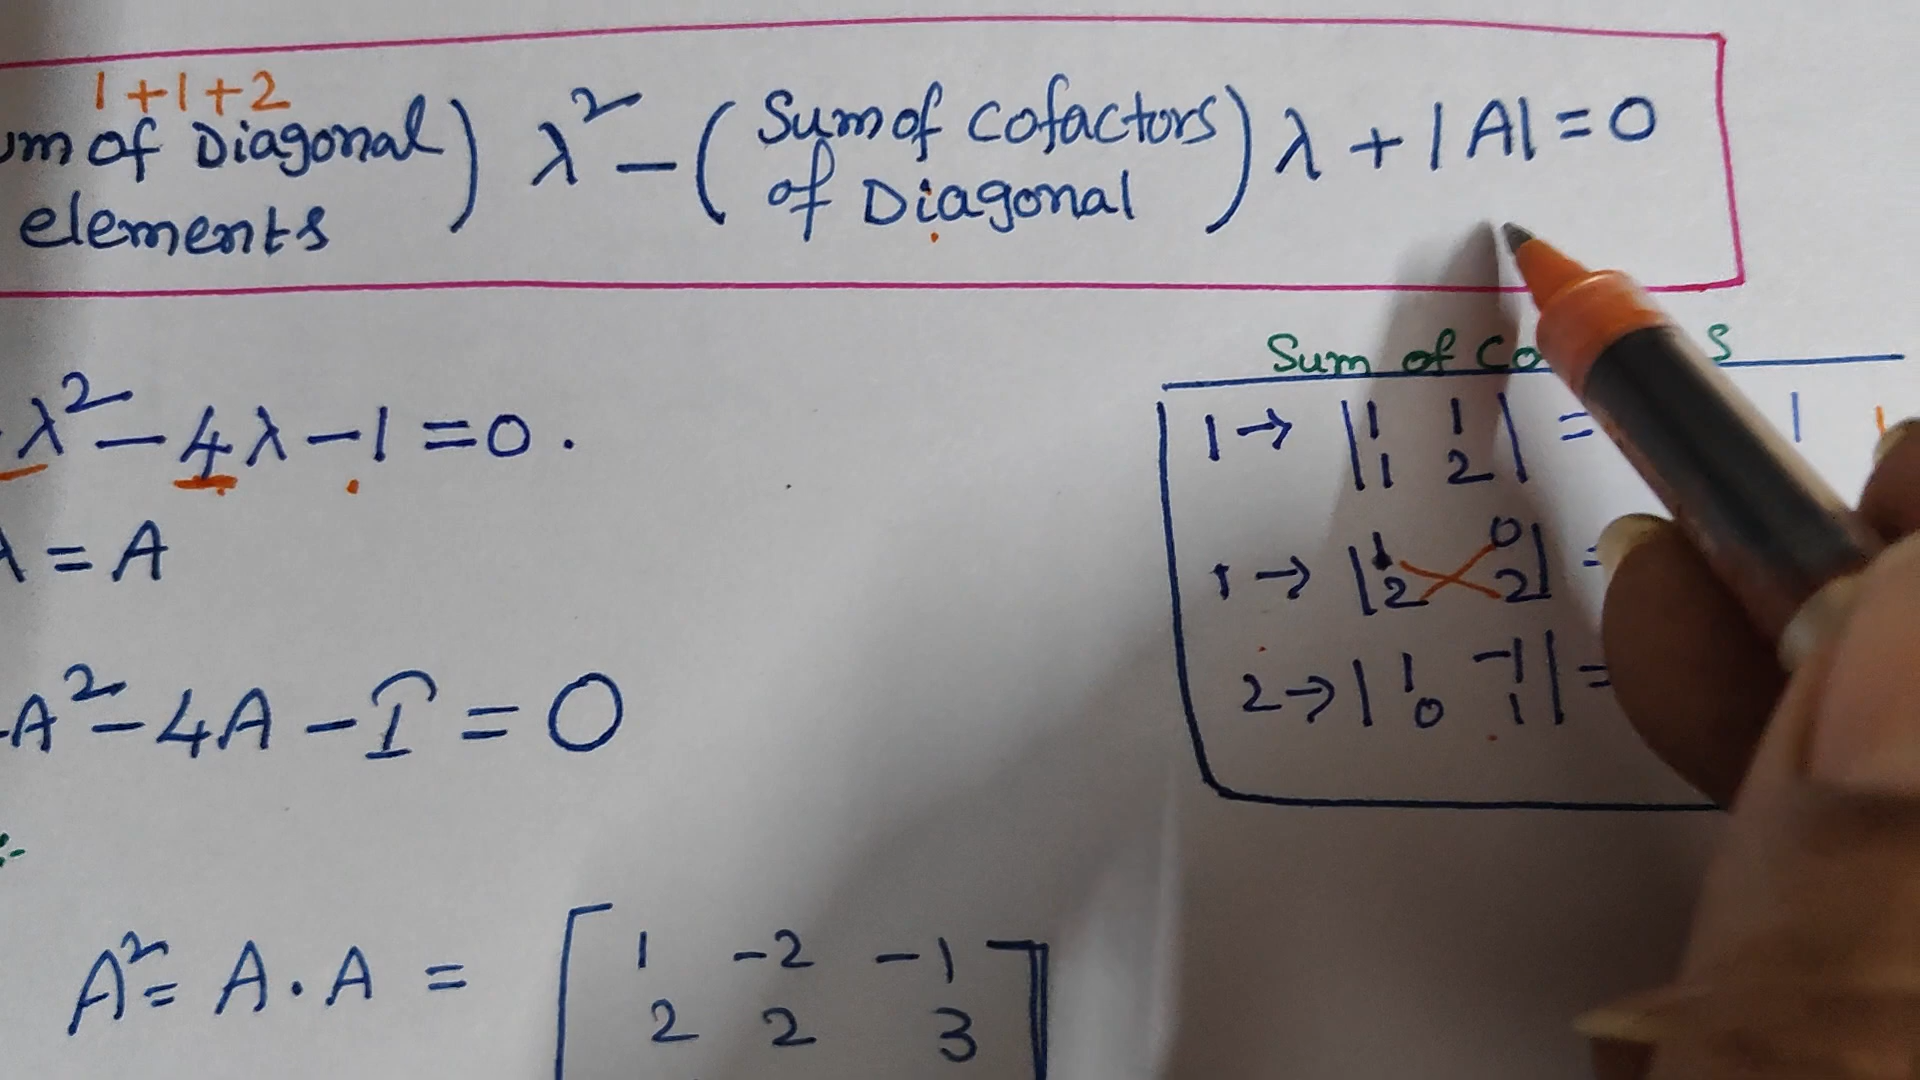 1+1+2
um of Diagonal elements) λ² - (Sum of Cofactors of Diagonal) λ + |A| = 0
λ² - 4λ - 1 = 0.
λ = A
A² - 4A - I = O
Sum of Co s
1 → |1 1
1 2| = 1
1 → |1 0
2 2| =
2 → |1 -1
0 1| =
A² = A . A = [1 -2 -1
2 2 3]